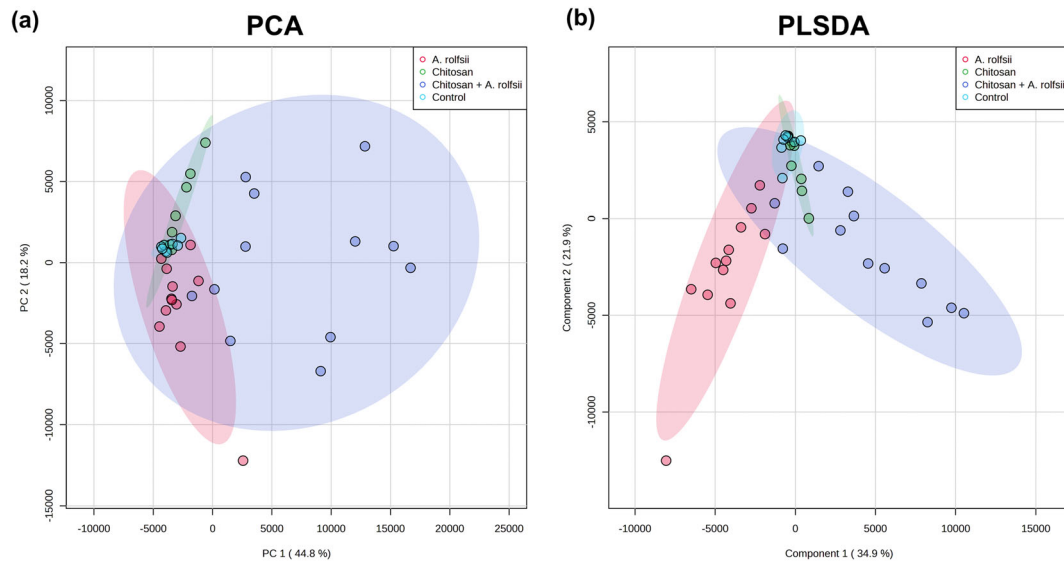 (a)
PCA
A. rolfsii
Chitosan
Chitosan + A. rolfsii
Control
10000
5000
0
-5000
-10000
-15000
PC 2 ( 18.2 %)
-10000 -5000 0 5000 10000 15000 20000 25000
PC 1 ( 44.8 %)
(b)
PLSDA
A. rolfsii
Chitosan
Chitosan + A. rolfsii
Control
5000
0
-5000
-10000
Component 2 ( 21.9 %)
-10000 -5000 0 5000 10000 15000
Component 1 ( 34.9 %)